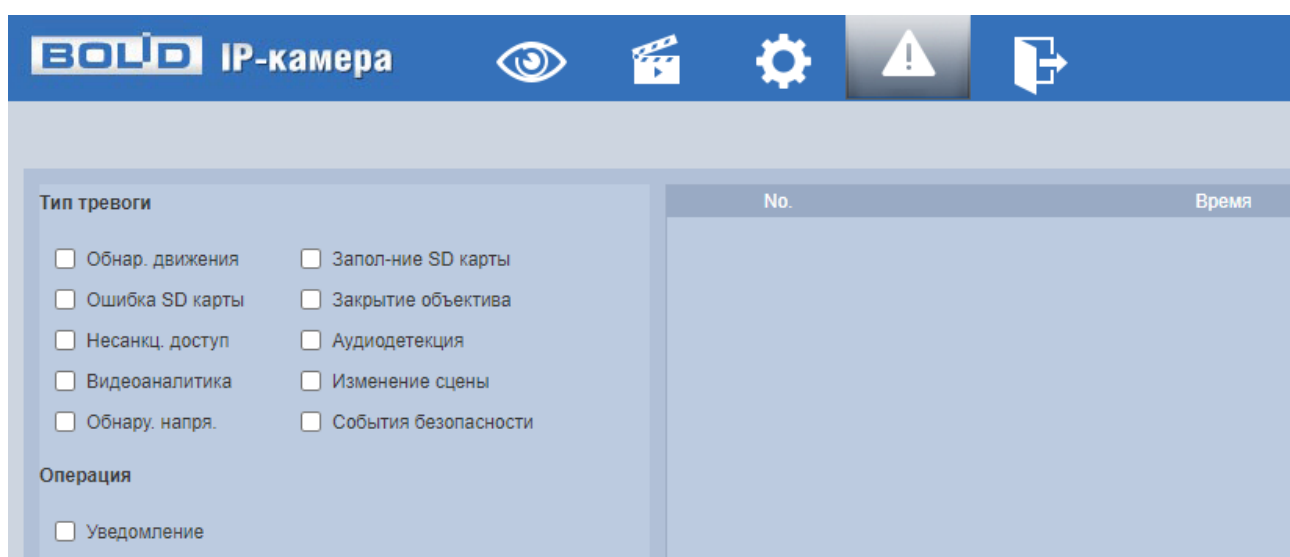 BOLID IP-камера
Тип тревоги
No. Время
Обнар. движения Запол-ние SD карты
Ошибка SD карты Закрытие объектива
Несанкц. доступ Аудиодетекция
Видеоаналитика Изменение сцены
Обнару. напря. События безопасности
Операция
Уведомление